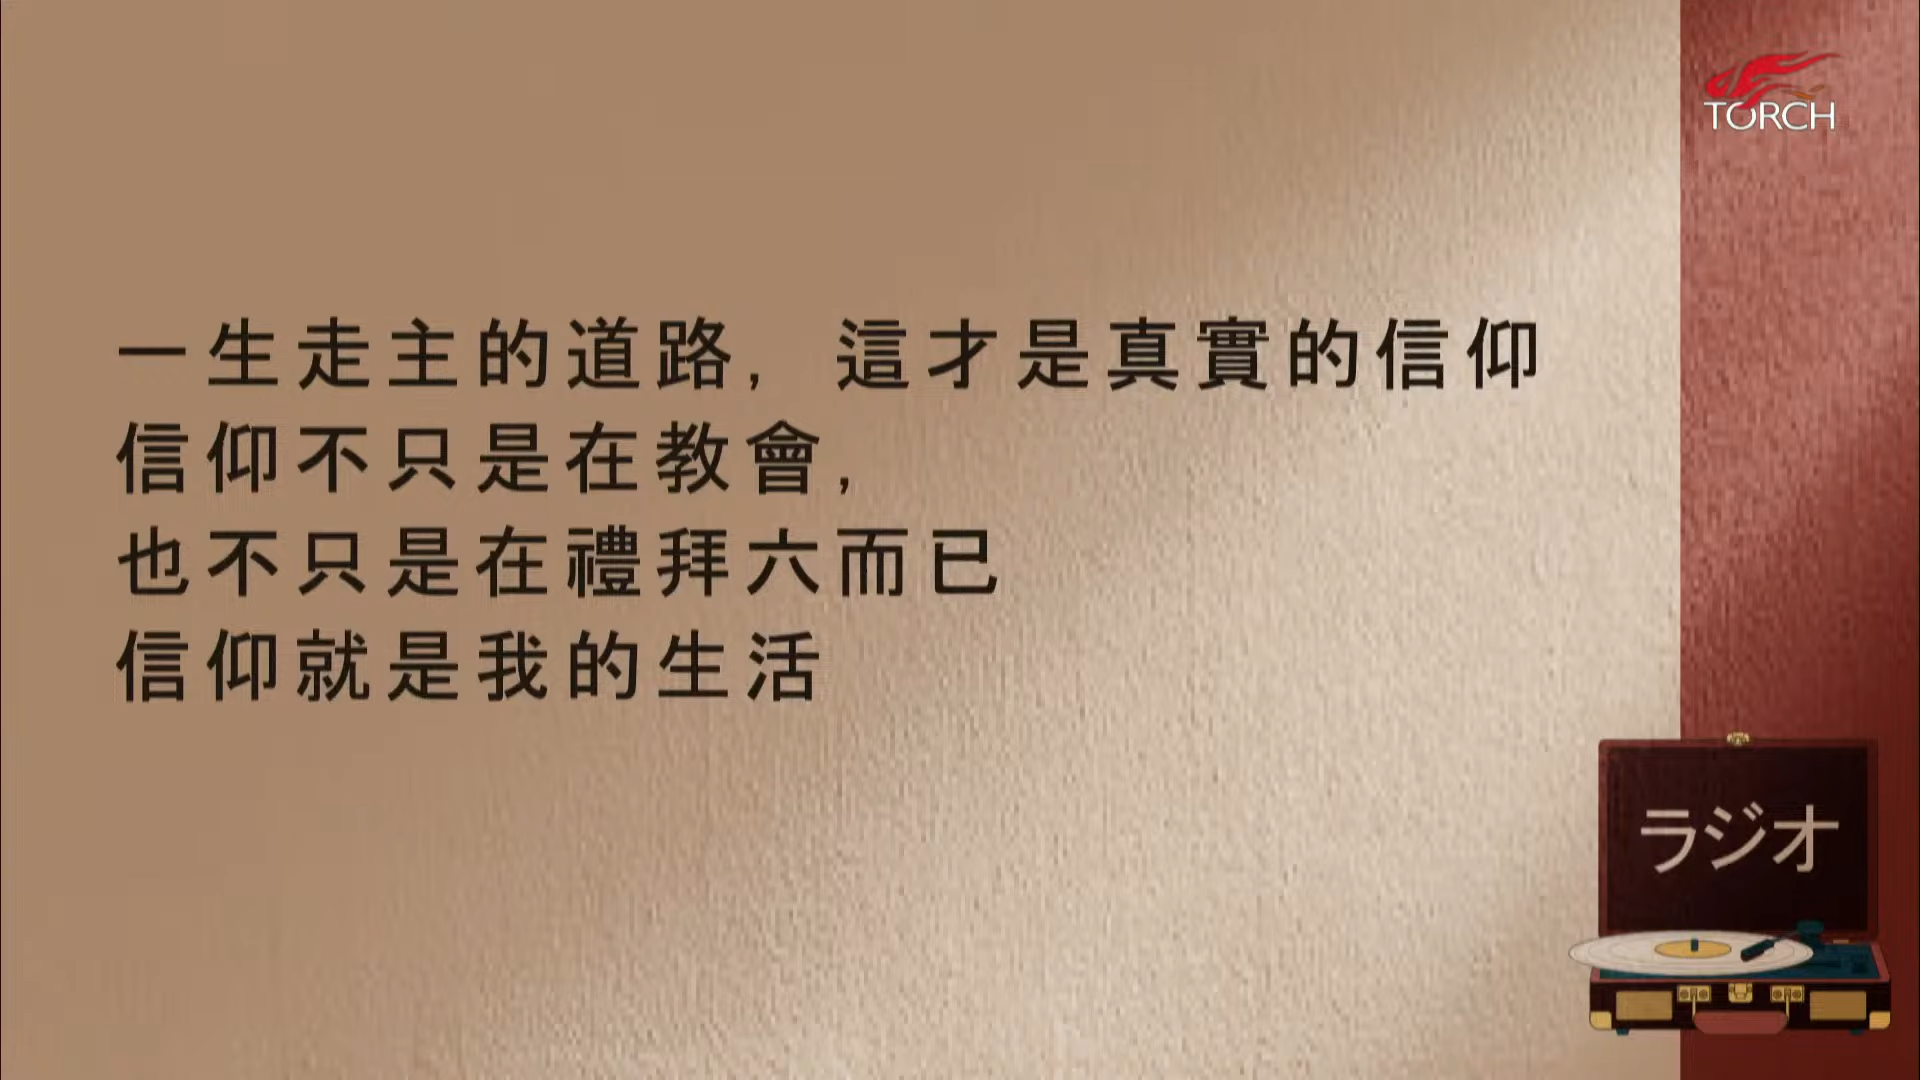 一生走主的道路, 這才是真實的信仰
信仰不只是在教會,
也不只是在禮拜六而已
信仰就是我的生活
TORCH
ラジオ